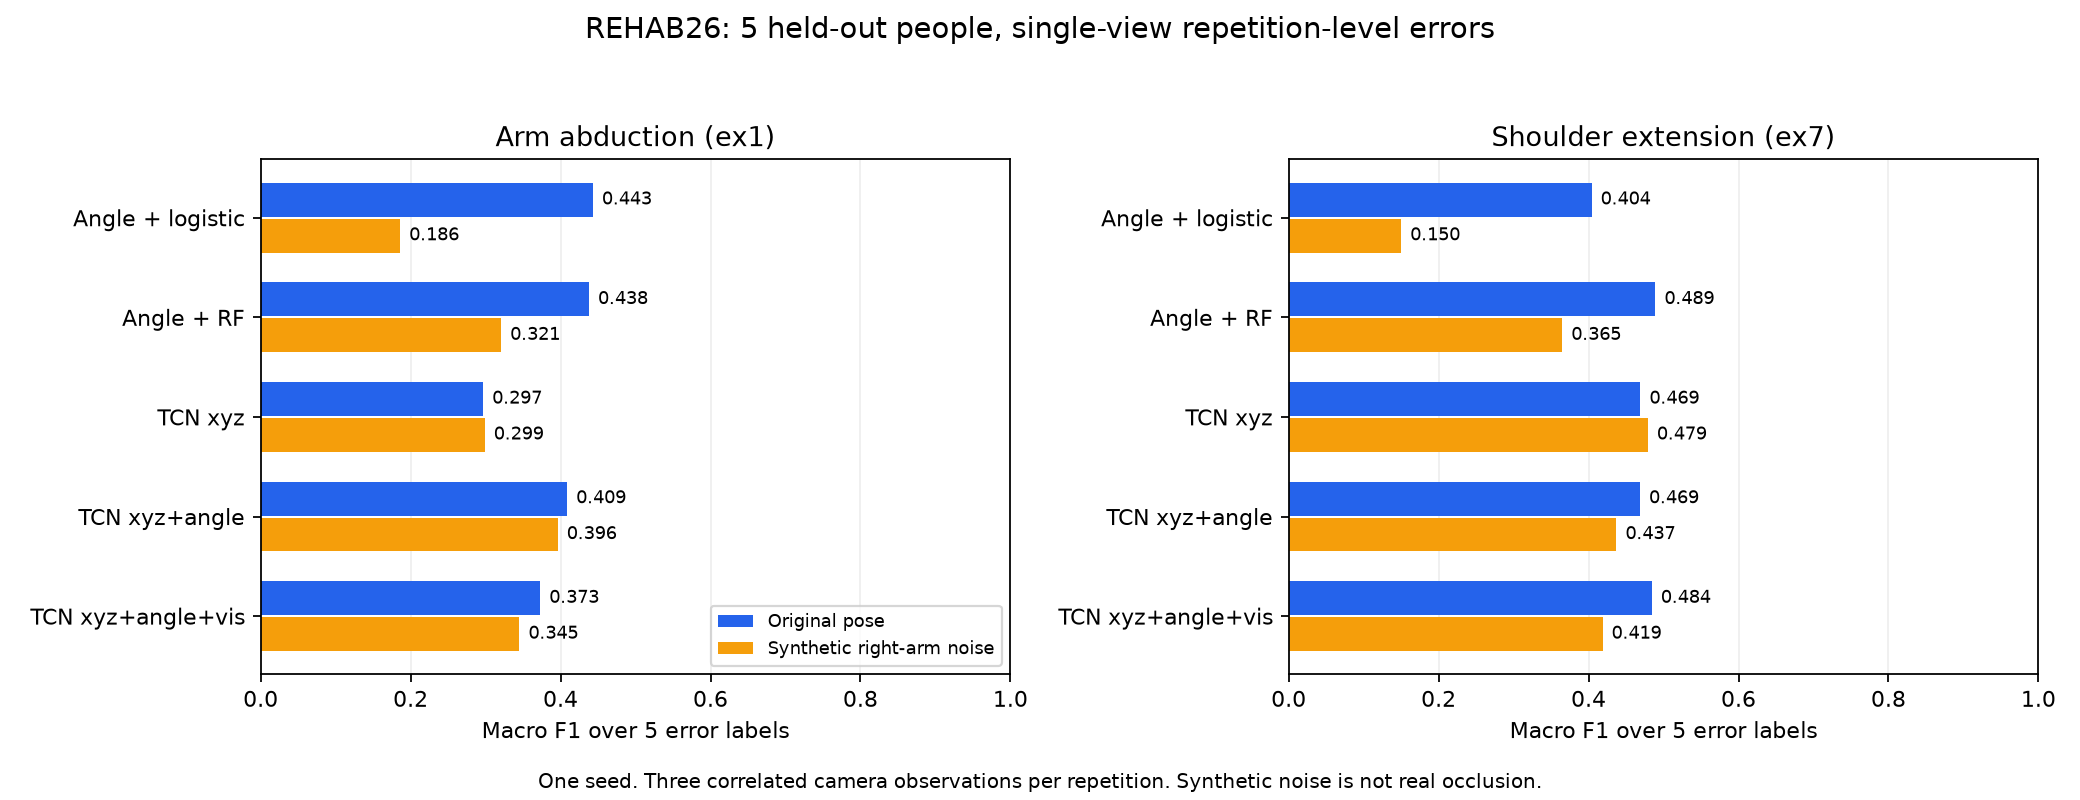 REHAB26: 5 held-out people, single-view repetition-level errors
Arm abduction (ex1)
Angle + logistic
0.443
0.186
Angle + RF
0.438
0.321
TCN xyz
0.297
0.299
TCN xyz+angle
0.409
0.396
TCN xyz+angle+vis
0.373
0.345
Original pose
Synthetic right-arm noise
0.0 0.2 0.4 0.6 0.8 1.0
Macro F1 over 5 error labels
Shoulder extension (ex7)
Angle + logistic
0.404
0.150
Angle + RF
0.489
0.365
TCN xyz
0.469
0.479
TCN xyz+angle
0.469
0.437
TCN xyz+angle+vis
0.484
0.419
0.0 0.2 0.4 0.6 0.8 1.0
Macro F1 over 5 error labels
One seed. Three correlated camera observations per repetition. Synthetic noise is not real occlusion.